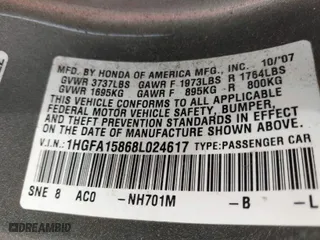 MFD. BY HONDA OF AMERICA MFG., INC. 10/'07
GVWR 3737LBS GAWR F 1973LBS R 1764LBS
GVWR 1695KG GAWR F 895KG R 800KG
THIS VEHICLE CONFORMS TO ALL APPLICABLE
FEDERAL MOTOR VEHICLE SAFETY, BUMPER,
AND THEFT PREVENTION STANDARDS IN EFFECT
ON THE DATE OF MANUFACTURE SHOWN ABOVE.
V.I.N.: 1HGFA15868L024617 TYPE: PASSENGER CAR
SNE 8 AC0 -NH701M -B -L
© DREAMBID